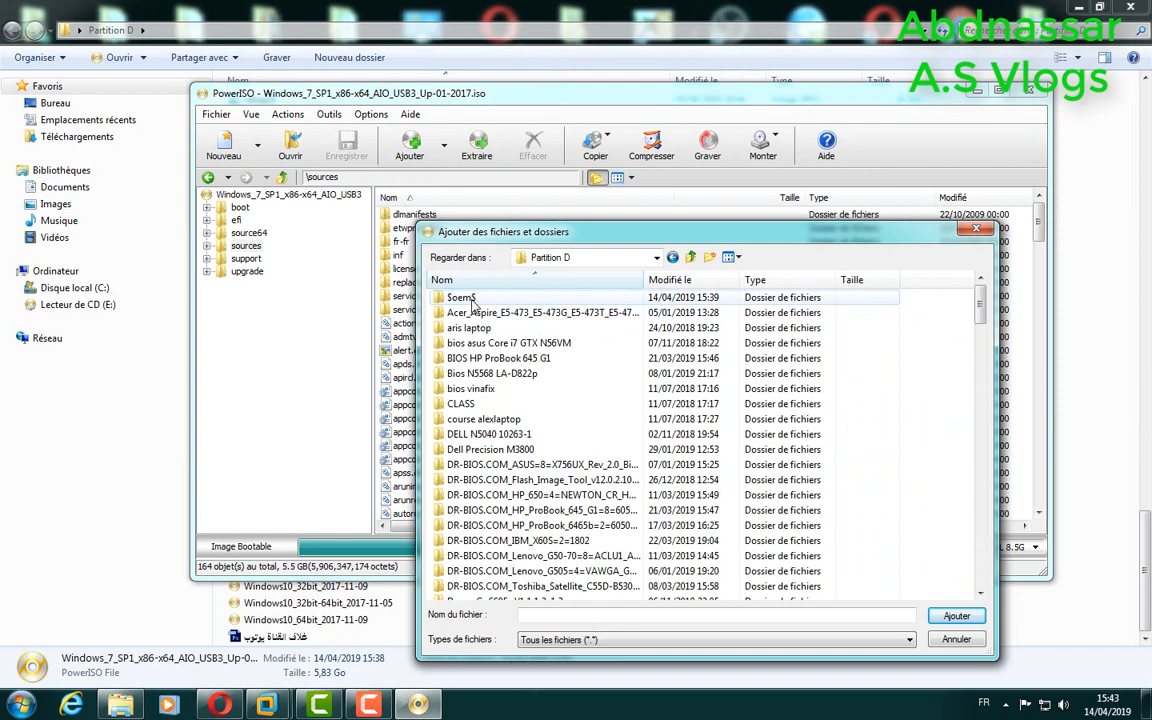 Abdnassar
A.S Vlogs
Partition D
Organiser
Ouvrir
Partager avec
Graver
Nouveau dossier
Favoris
Bureau
Emplacements récents
Téléchargements
Bibliothèques
Documents
Images
Musique
Vidéos
Ordinateur
Disque local (C:)
Lecteur de CD (E:)
Réseau
PowerISO - Windows_7_SP1_x86-x64_AIO_USB3_Up-01-2017.iso
Fichier Vue Actions Outils Options Aide
Nouveau Ouvrir Enregistrer Ajouter Extraire Effacer Copier Compresser Graver Monter Aide
\sources
Windows_7_SP1_x86-x64_AIO_USB3
boot
efi
source64
sources
support
upgrade
Nom Taille Type Modifié
dlmanifests Dossier de fichiers 22/10/2009 00:00
etwpr
fr-fr
inf
licens
replac
servic
servic
action
admtv
alert.
apds.
apircl
appco
appco
appco
appco
appco
apss.
arunr
autor
Ajouter des fichiers et dossiers
Regarder dans : Partition D
Nom Modifié le Type Taille
$oem$ 14/04/2019 15:39 Dossier de fichiers
Acer_Aspire_E5-473_E5-473G_E5-473T_E5-47... 05/01/2019 13:28 Dossier de fichiers
aris laptop 24/10/2018 19:23 Dossier de fichiers
bios asus Core i7 GTX N56VM 07/11/2018 18:22 Dossier de fichiers
BIOS HP ProBook 645 G1 21/03/2019 15:46 Dossier de fichiers
Bios N5568 LA-D822p 08/01/2019 21:17 Dossier de fichiers
bios vinafix 11/07/2018 17:16 Dossier de fichiers
CLASS 11/07/2018 17:17 Dossier de fichiers
course alexlaptop 11/07/2018 17:27 Dossier de fichiers
DELL N5040 10263-1 02/11/2018 19:54 Dossier de fichiers
Dell Precision M3800 29/01/2019 12:53 Dossier de fichiers
DR-BIOS.COM_ASUS=8=X756UX_Rev_2.0_Bi... 07/01/2019 15:25 Dossier de fichiers
DR-BIOS.COM_Flash_Image_Tool_v12.0.2.10... 26/12/2018 12:54 Dossier de fichiers
DR-BIOS.COM_HP_650=4=NEWTON_CR_H... 11/03/2019 15:49 Dossier de fichiers
DR-BIOS.COM_HP_ProBook_645_G1=8=605... 21/03/2019 15:47 Dossier de fichiers
DR-BIOS.COM_HP_ProBook_6465b=2=6050... 17/03/2019 16:25 Dossier de fichiers
DR-BIOS.COM_IBM_X60S=2=1802 22/03/2019 19:04 Dossier de fichiers
DR-BIOS.COM_Lenovo_G50-70=8=ACLU1_A... 11/03/2019 14:45 Dossier de fichiers
DR-BIOS.COM_Lenovo_G505=4=VAWGA_G... 06/01/2019 19:20 Dossier de fichiers
DR-BIOS.COM_Toshiba_Satellite_C55D-B530... 08/03/2019 15:58 Dossier de fichiers
Nom du fichier :
Ajouter
Types de fichiers : Tous les fichiers (*.*)
Annuler
Image Bootable
8.5G
164 objet(s) au total, 5.5 GB(5,906,347,174 octets)
Windows10_32bit_2017-11-09
Windows10_32bit-64bit_2017-11-05
Windows10_64bit_2017-11-09
خلاف القناة يوتوب
Windows_7_SP1_x86-x64_AIO_USB3_Up-0... Modifié le : 14/04/2019 15:38
PowerISO File Taille : 5,83 Go
FR
15:43
14/04/2019